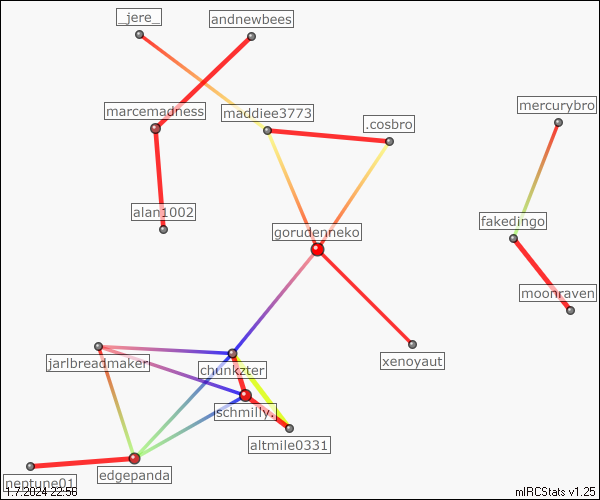 _jere_
andnewbees
marcemadness
maddiee3773
.cosbro
mercurybro
alan1002
fakedingo
gorudenneko
moonraven
jarlbreadmaker
chunkzter
xenoyaut
schmilly.
altmile0331
neptune01
edgepanda
1.7.2024 22:56
mIRCStats v1.25